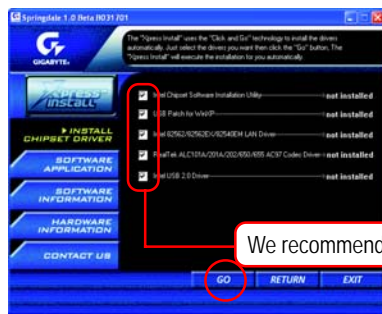 Springdale 1.0 Beta B031701
GIGABYTE
The "Xpress Install" uses the "Click and Go" technology to install the drivers
automatically. Just select the drivers you want then click the "Go" button, The
"Xpress Install" will execute the installation for you automatically.
Xpress
INSTALL
Intel Chipset Software Installation Utility not installed
USB Patch for WinXP not installed
Intel 82562/82562EX/82540EM LAN Driver not installed
RealTek ALC101A/201A/202/650/655 AC97 Codec Driver not installed
Intel USB 2.0 Driver not installed
INSTALL
CHIPSET DRIVER
SOFTWARE
APPLICATION
SOFTWARE
INFORMATION
HARDWARE
INFORMATION
CONTACT US
We recommend
GO RETURN EXIT